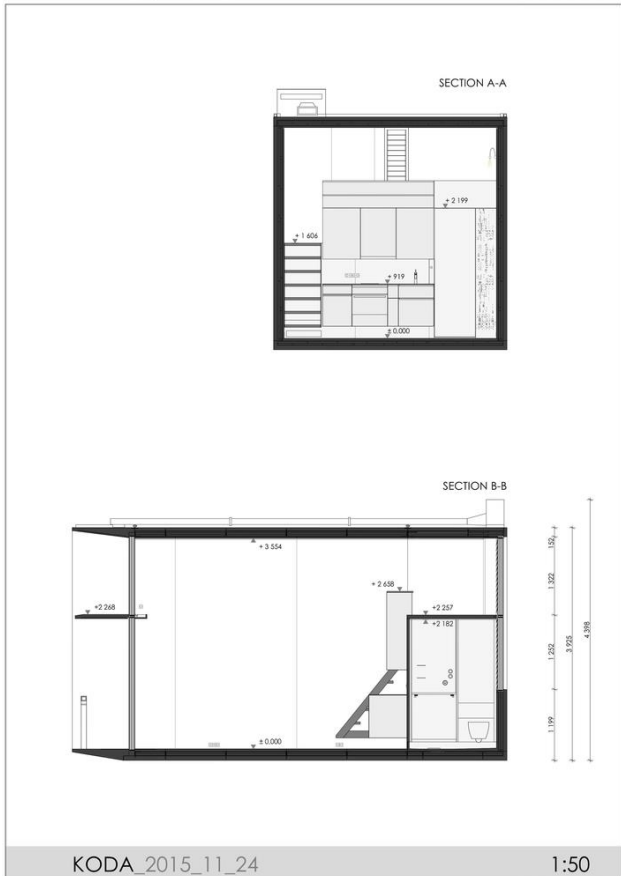 SECTION A-A
+ 2 199
+ 1 606
+ 919
± 0,000
SECTION B-B
+ 3 554
152
1 322
+ 2 658
+2 268
+2 257
+2 182
1 252
3 925
4 398
1 199
± 0,000
KODA_2015_11_24
1:50